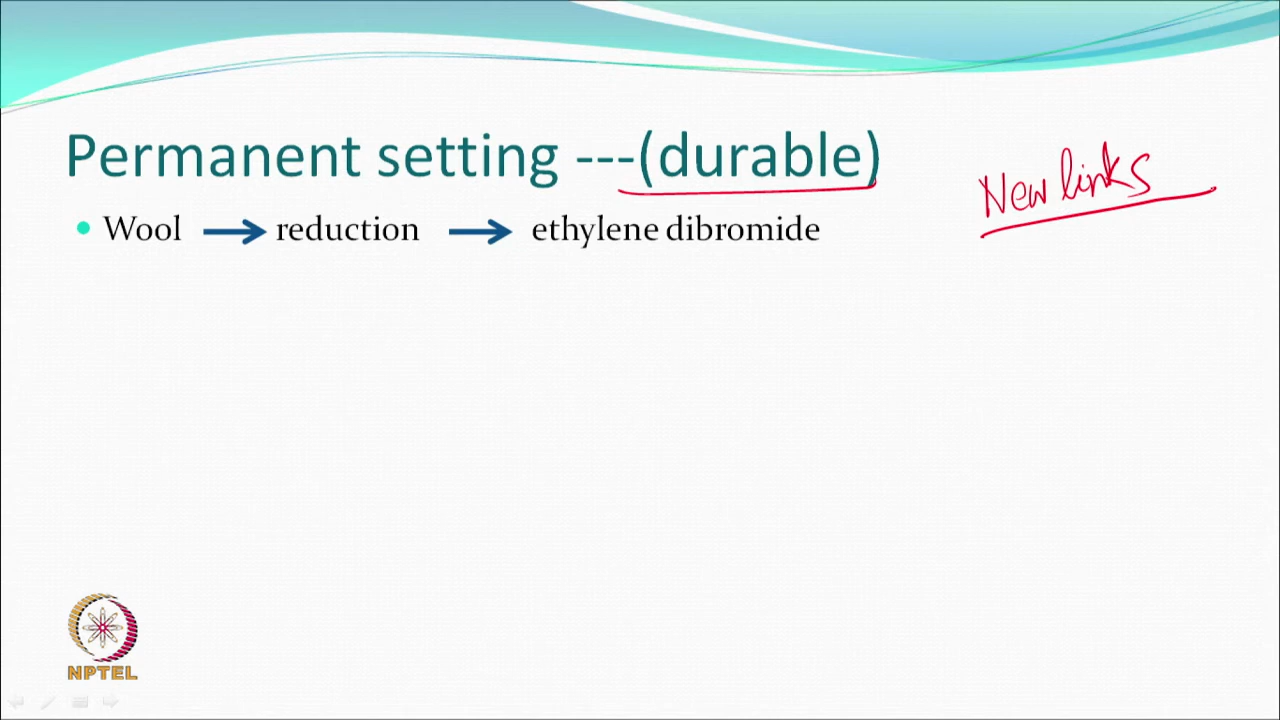 Permanent setting ---(durable)
New links
Wool → reduction → ethylene dibromide
NPTEL